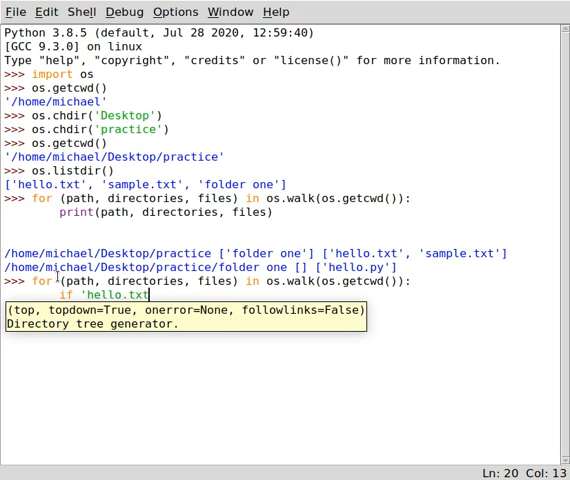 File Edit Shell Debug Options Window Help
Python 3.8.5 (default, Jul 28 2020, 12:59:40)
[GCC 9.3.0] on linux
Type "help", "copyright", "credits" or "license()" for more information.
>>> import os
>>> os.getcwd()
'/home/michael'
>>> os.chdir('Desktop')
>>> os.chdir('practice')
>>> os.getcwd()
'/home/michael/Desktop/practice'
>>> os.listdir()
['hello.txt', 'sample.txt', 'folder one']
>>> for (path, directories, files) in os.walk(os.getcwd()):
print(path, directories, files)
/home/michael/Desktop/practice ['folder one'] ['hello.txt', 'sample.txt']
/home/michael/Desktop/practice/folder one [] ['hello.py']
>>> for (path, directories, files) in os.walk(os.getcwd()):
if 'hello.txt
(top, topdown=True, onerror=None, followlinks=False)
Directory tree generator.
Ln: 20 Col: 13